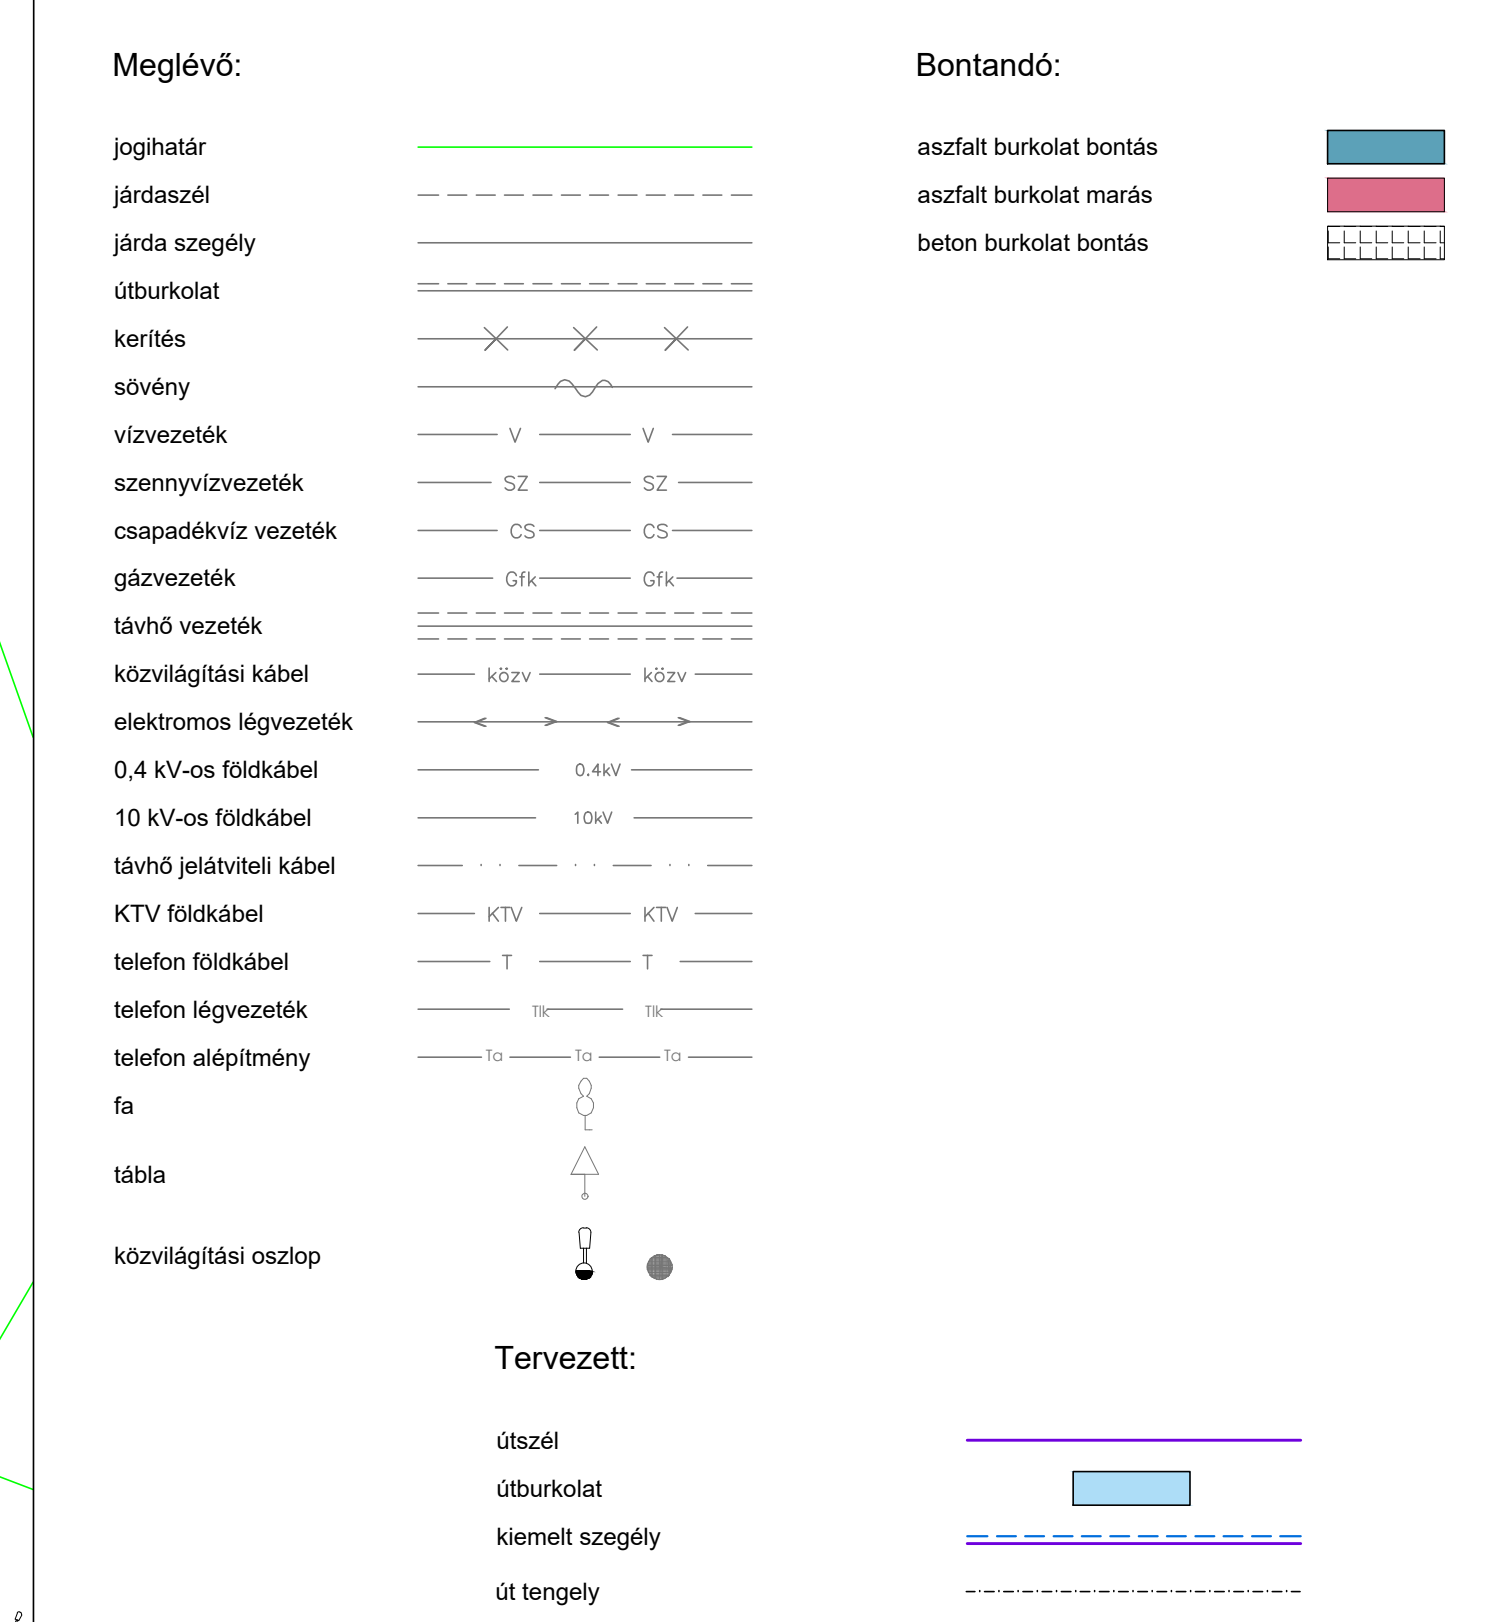 Meglévő:
jogihatár
járdaszél
járda szegély
útburkolat
kerítés
sövény
vízvezeték V V
szennyvízvezeték SZ SZ
csapadékvíz vezeték CS CS
gázvezeték Gfk Gfk
távhő vezeték
közvilágítási kábel közv közv
elektromos légvezeték
0,4 kV-os földkábel 0.4kV
10 kV-os földkábel 10kV
távhő jelátviteli kábel
KTV földkábel KTV KTV
telefon földkábel T T
telefon légvezeték Tlk Tlk
telefon alépítmény Ta Ta Ta
fa
tábla
közvilágítási oszlop
Bontandó:
aszfalt burkolat bontás
aszfalt burkolat marás
beton burkolat bontás
Tervezett:
útszél
útburkolat
kiemelt szegély
út tengely